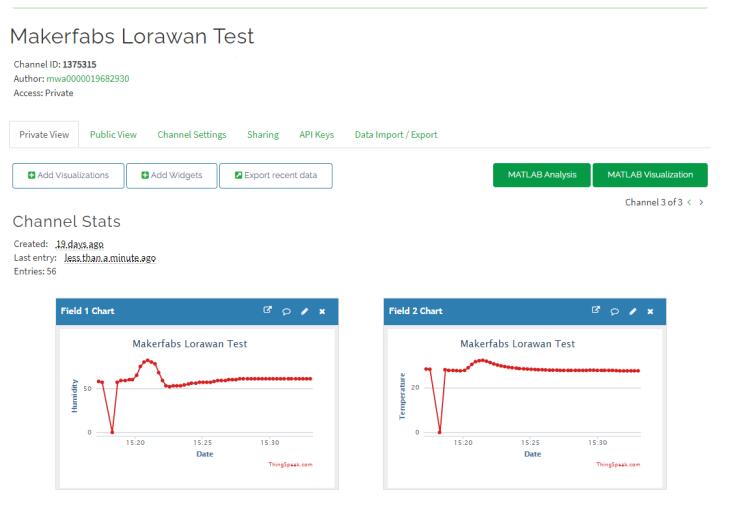 Makerfabs Lorawan Test
Channel ID: 1375315
Author: mwa0000019682930
Access: Private
Private View Public View Channel Settings Sharing API Keys Data Import / Export
Add Visualizations Add Widgets Export recent data MATLAB Analysis MATLAB Visualization
Channel 3 of 3 < >
Channel Stats
Created: 19 days ago
Last entry: less than a minute ago
Entries: 56
Field 1 Chart
Makerfabs Lorawan Test
Humidity
50
0
15:20 15:25 15:30
Date
ThingSpeak.com
Field 2 Chart
Makerfabs Lorawan Test
Temperature
20
0
15:20 15:25 15:30
Date
ThingSpeak.com